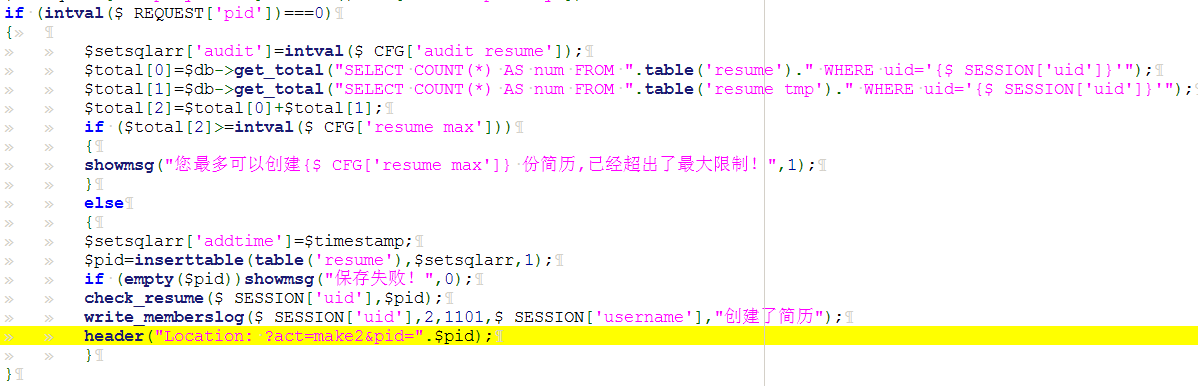 if (intval($_REQUEST['pid'])===0)
{
$setsqlarr['audit']=intval($_CFG['audit_resume']);
$total[0]=$db->get_total("SELECT COUNT(*) AS num FROM ".table('resume')." WHERE uid='{$_SESSION['uid']}'");
$total[1]=$db->get_total("SELECT COUNT(*) AS num FROM ".table('resume_tmp')." WHERE uid='{$_SESSION['uid']}'");
$total[2]=$total[0]+$total[1];
if ($total[2]>=intval($_CFG['resume_max']))
{
showmsg("您最多可以创建{$_CFG['resume_max']} 份简历,已经超出了最大限制！",1);
}
else
{
$setsqlarr['addtime']=$timestamp;
$pid=inserttable(table('resume'),$setsqlarr,1);
if (empty($pid))showmsg("保存失败！",0);
check_resume($_SESSION['uid'],$pid);
write_memberslog($_SESSION['uid'],2,1101,$_SESSION['username'],"创建了简历");
header("Location: ?act=make2&pid=".$pid);
}
}